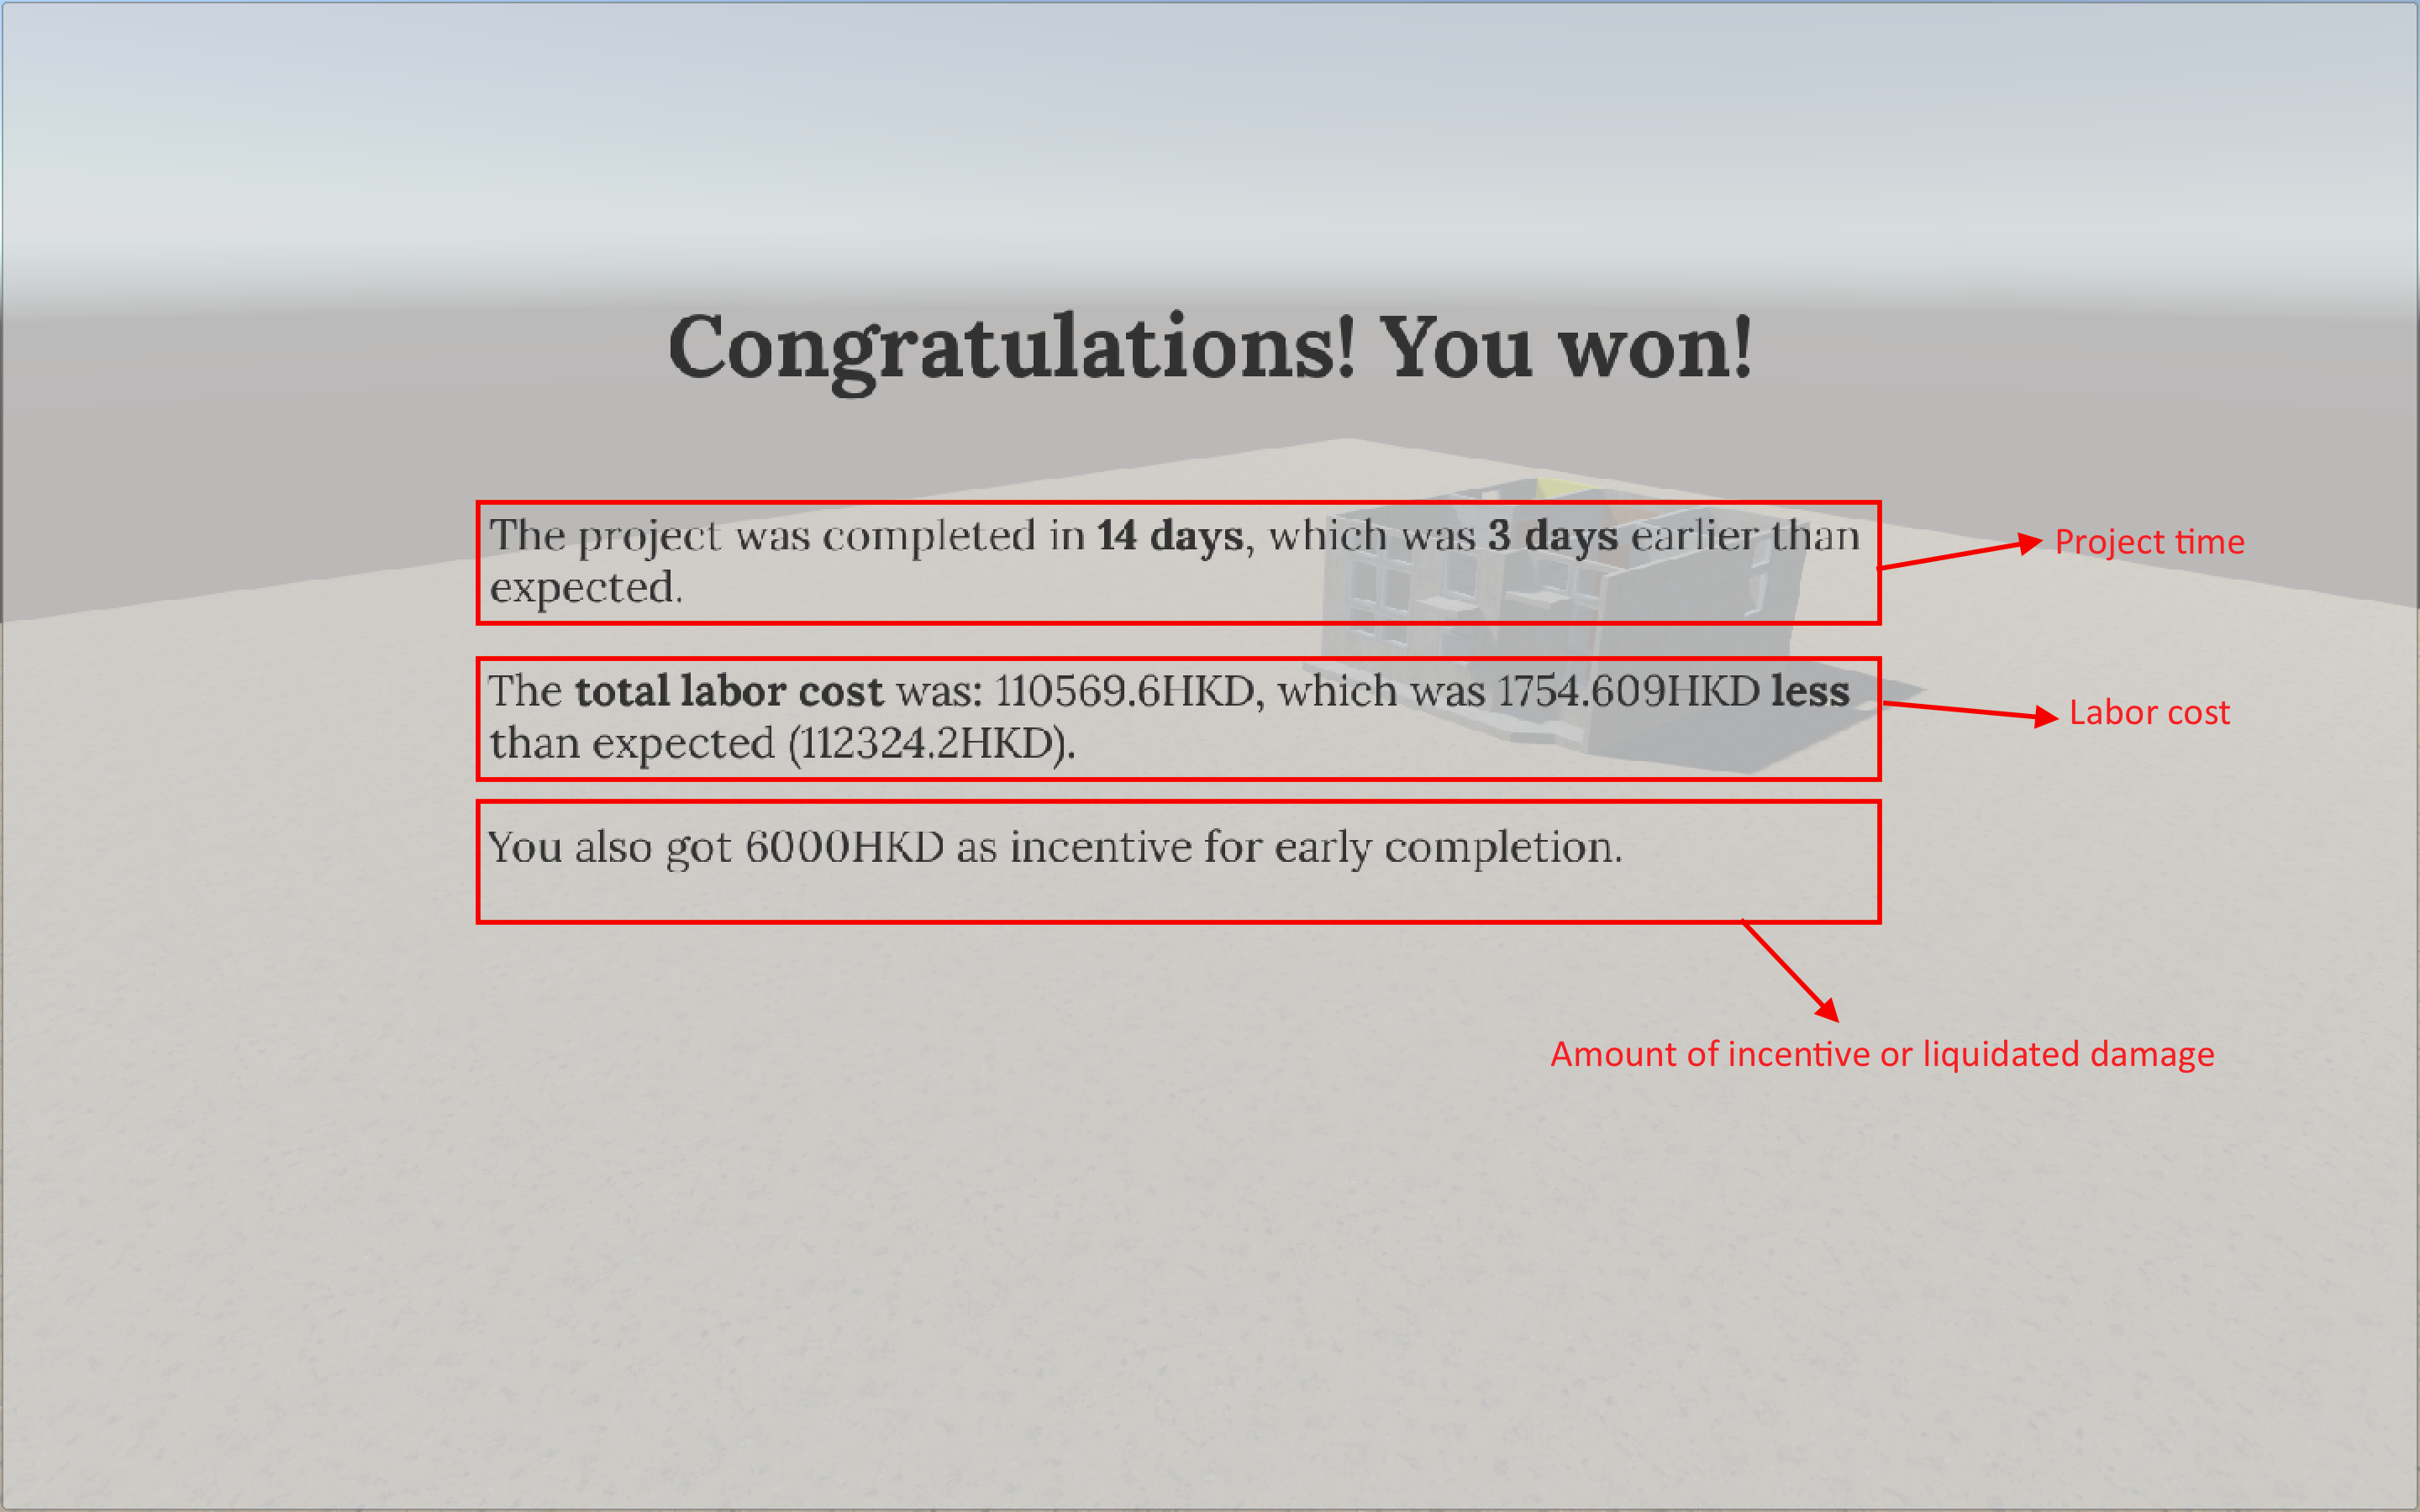 Congratulations! You won!
The project was completed in 14 days, which was 3 days earlier than
expected.
Project time
The total labor cost was: 110569.6HKD, which was 1754.609HKD less
than expected (112324.2HKD).
Labor cost
You also got 6000HKD as incentive for early completion.
Amount of incentive or liquidated damage